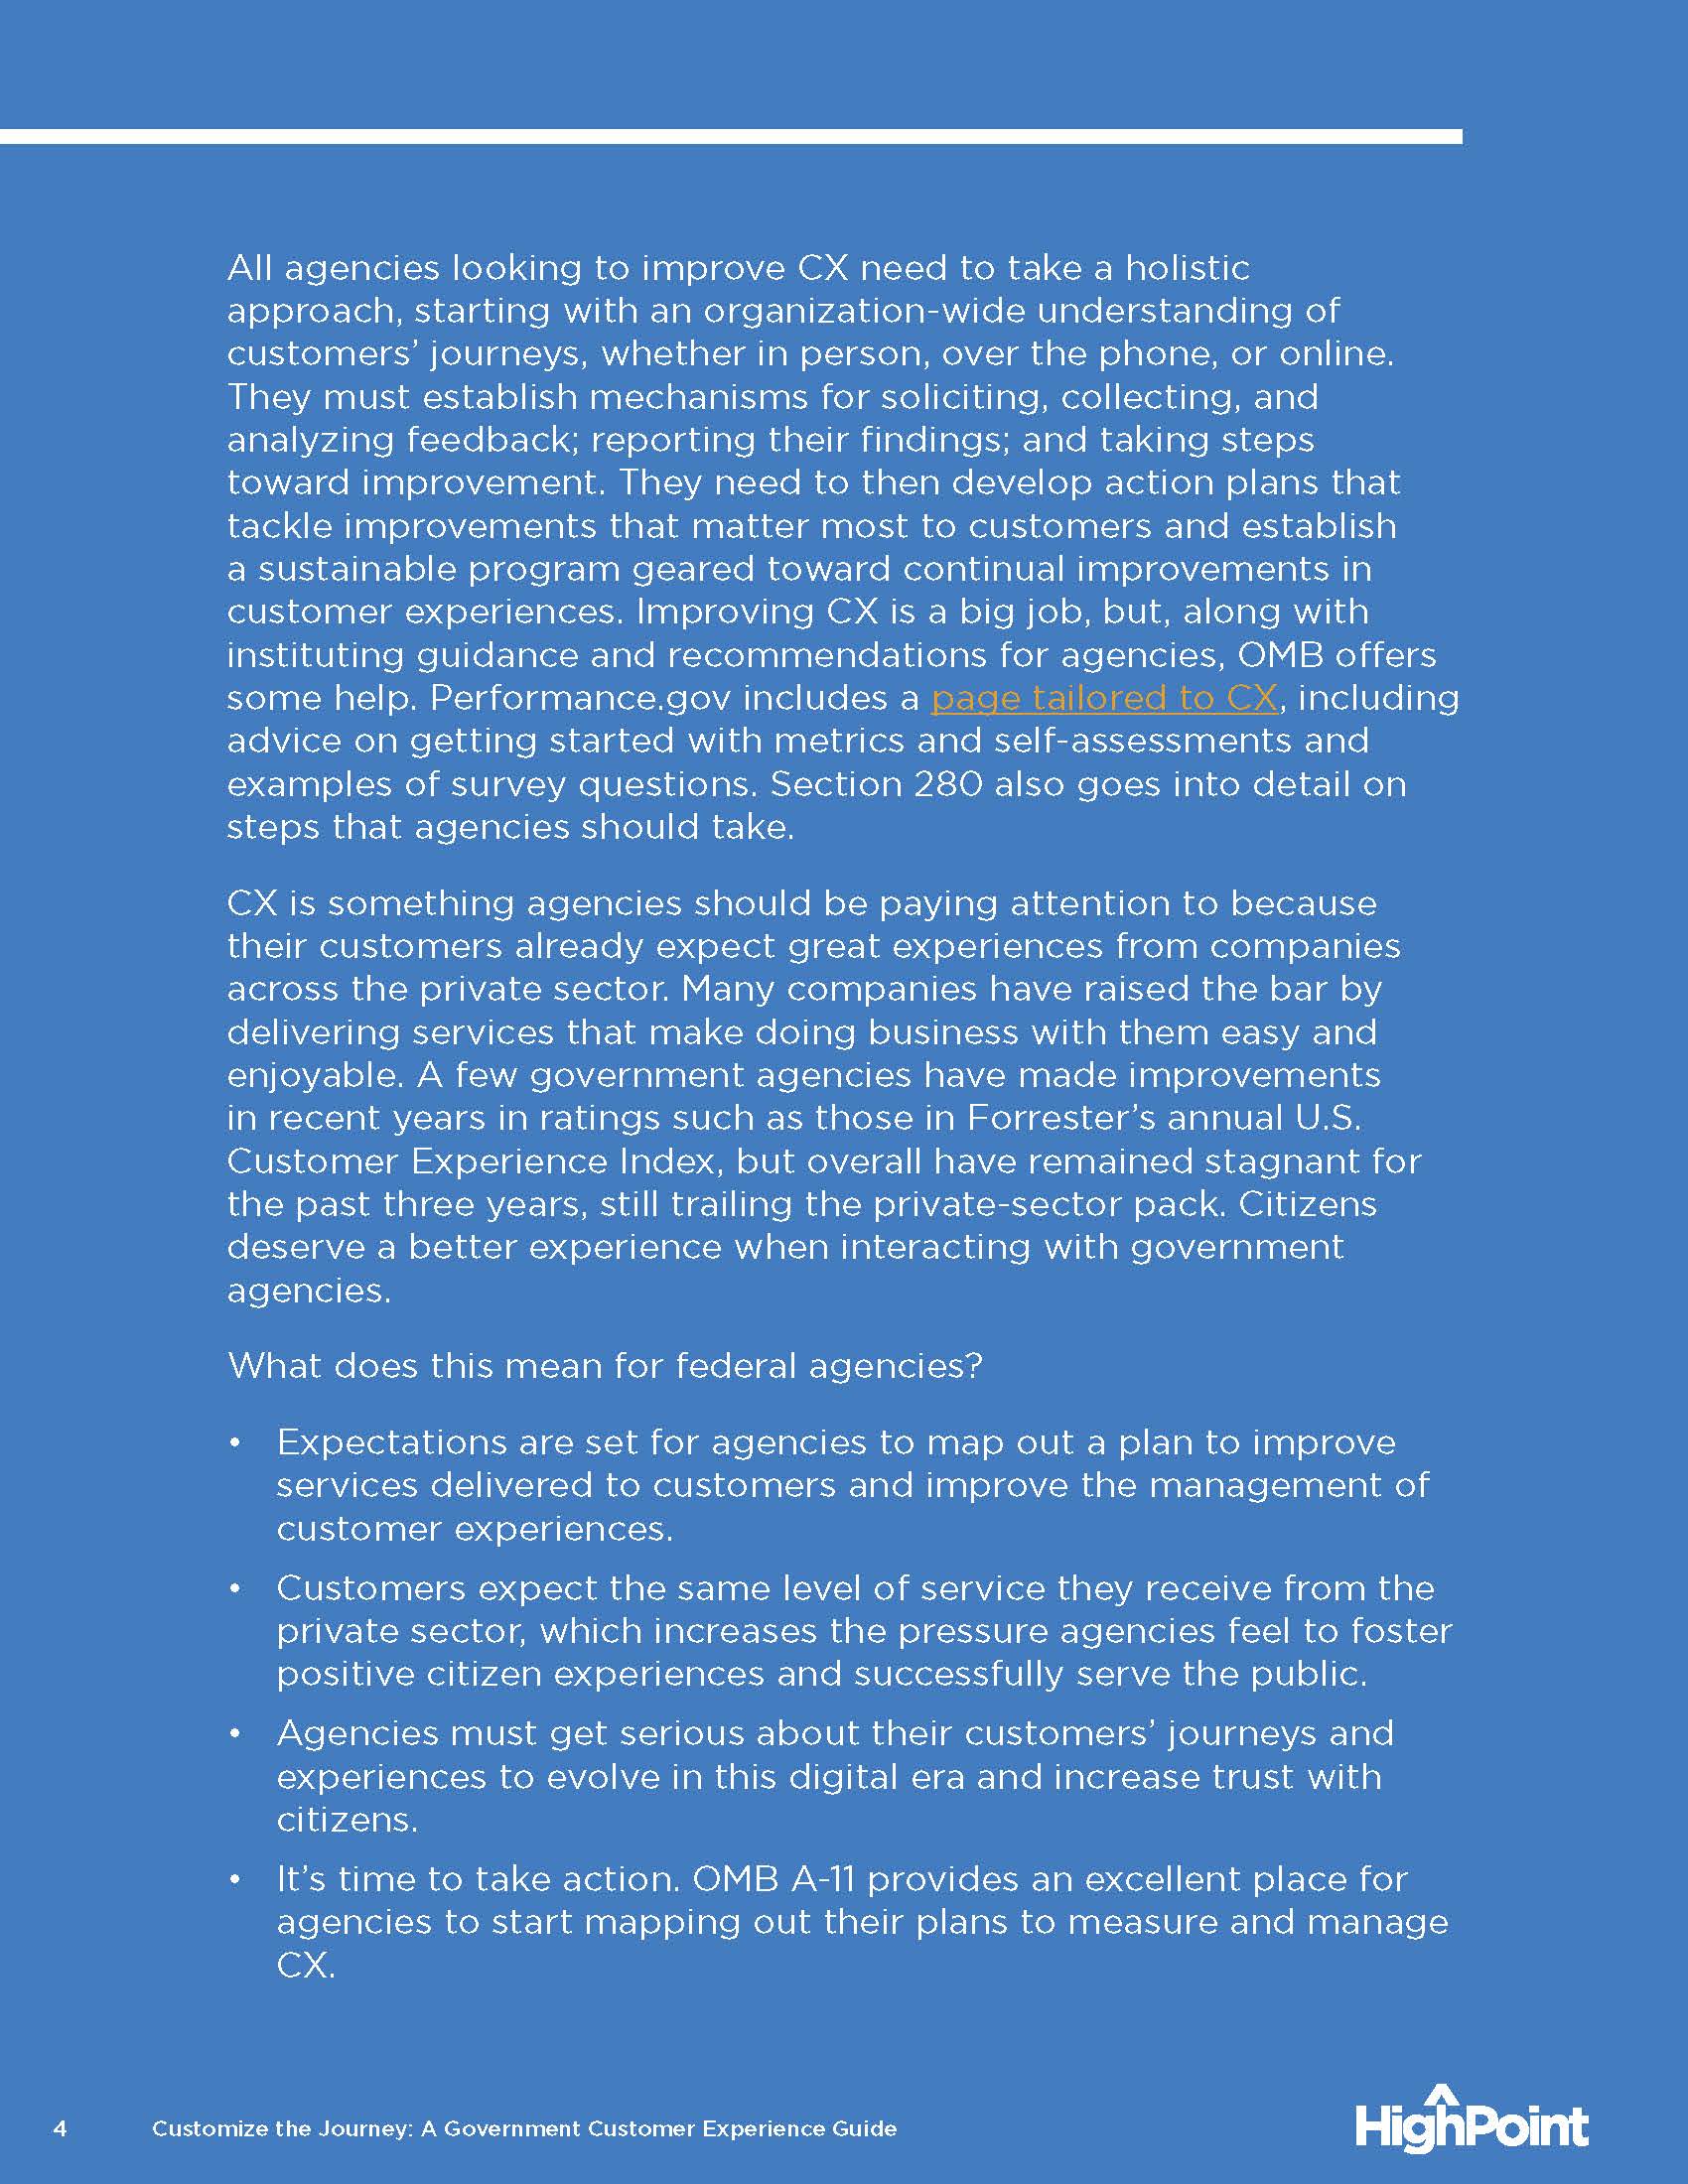 All agencies looking to improve CX need to take a holistic
approach, starting with an organization-wide understanding of
customers’ journeys, whether in person, over the phone, or online.
They must establish mechanisms for soliciting, collecting, and
analyzing feedback; reporting their findings; and taking steps
toward improvement. They need to then develop action plans that
tackle improvements that matter most to customers and establish
a sustainable program geared toward continual improvements in
customer experiences. Improving CX is a big job, but, along with
instituting guidance and recommendations for agencies, OMB offers
some help. Performance.gov includes a page tailored to CX, including
advice on getting started with metrics and self-assessments and
examples of survey questions. Section 280 also goes into detail on
steps that agencies should take.
CX is something agencies should be paying attention to because
their customers already expect great experiences from companies
across the private sector. Many companies have raised the bar by
delivering services that make doing business with them easy and
enjoyable. A few government agencies have made improvements
in recent years in ratings such as those in Forrester’s annual U.S.
Customer Experience Index, but overall have remained stagnant for
the past three years, still trailing the private-sector pack. Citizens
deserve a better experience when interacting with government
agencies.
What does this mean for federal agencies?
• Expectations are set for agencies to map out a plan to improve
services delivered to customers and improve the management of
customer experiences.
• Customers expect the same level of service they receive from the
private sector, which increases the pressure agencies feel to foster
positive citizen experiences and successfully serve the public.
• Agencies must get serious about their customers’ journeys and
experiences to evolve in this digital era and increase trust with
citizens.
• It’s time to take action. OMB A-11 provides an excellent place for
agencies to start mapping out their plans to measure and manage
CX.
4 Customize the Journey: A Government Customer Experience Guide
HighPoint